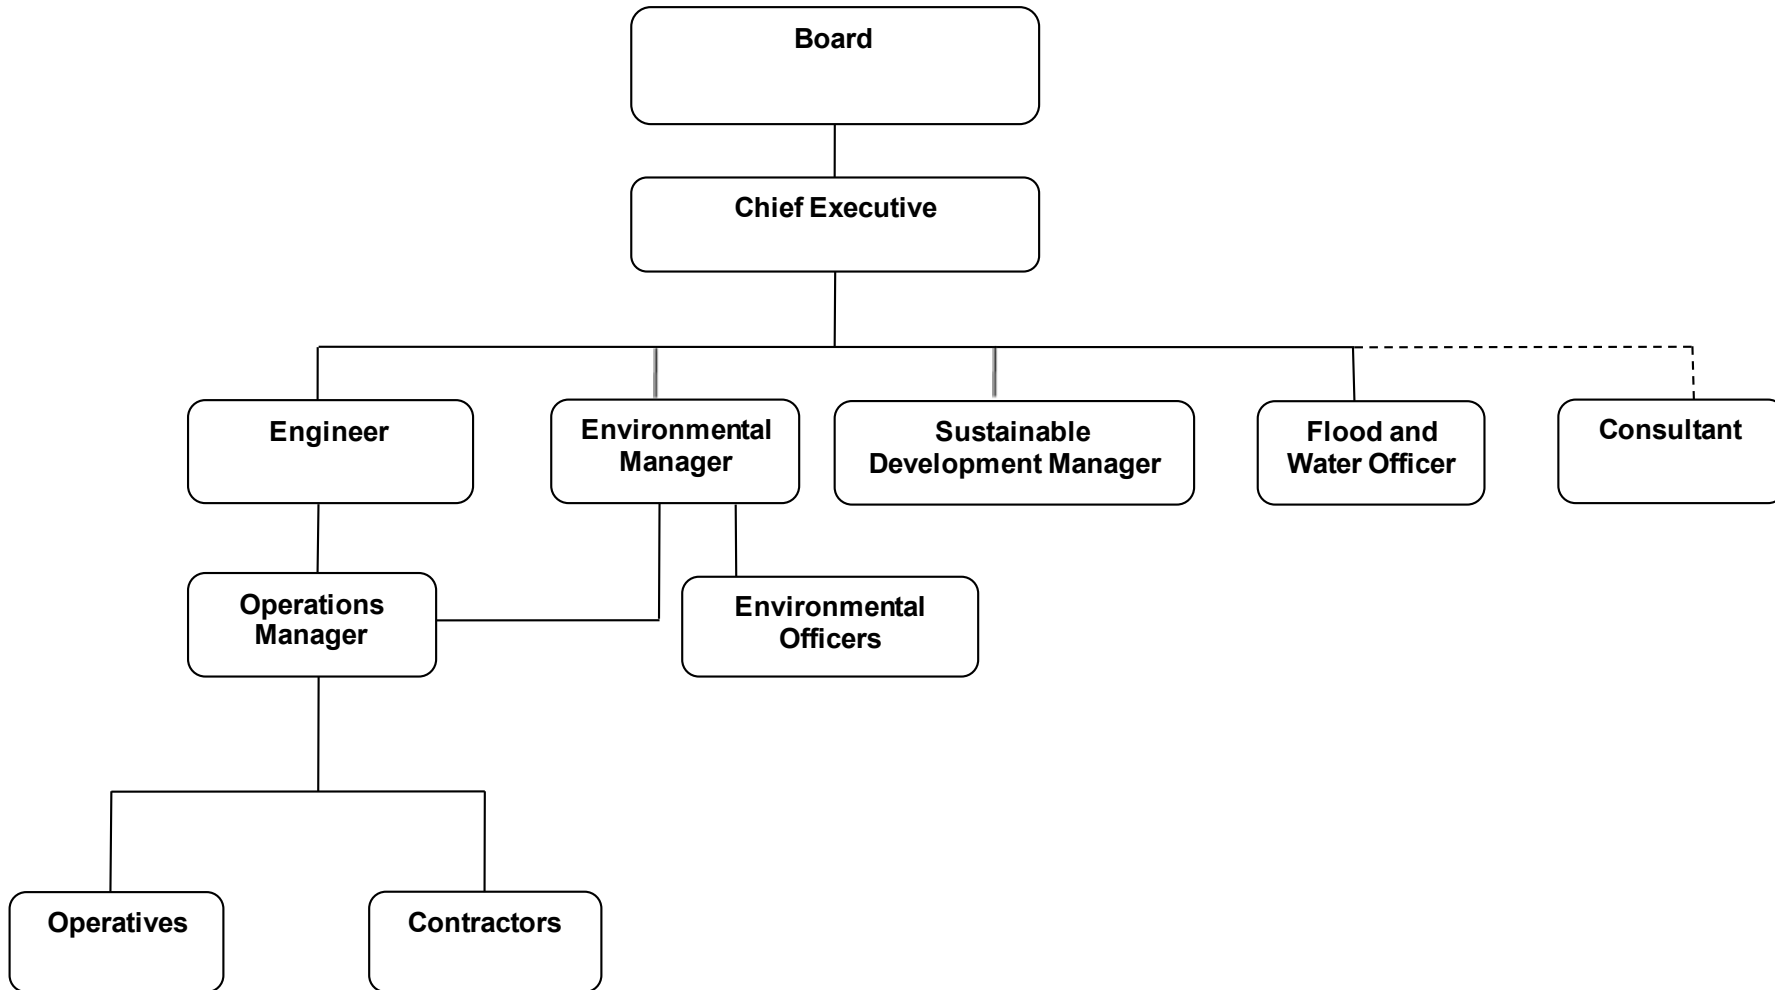 Board
Chief Executive
Engineer
Environmental
Manager
Sustainable
Development Manager
Flood and
Water Officer
Consultant
Operations
Manager
Environmental
Officers
Operatives
Contractors